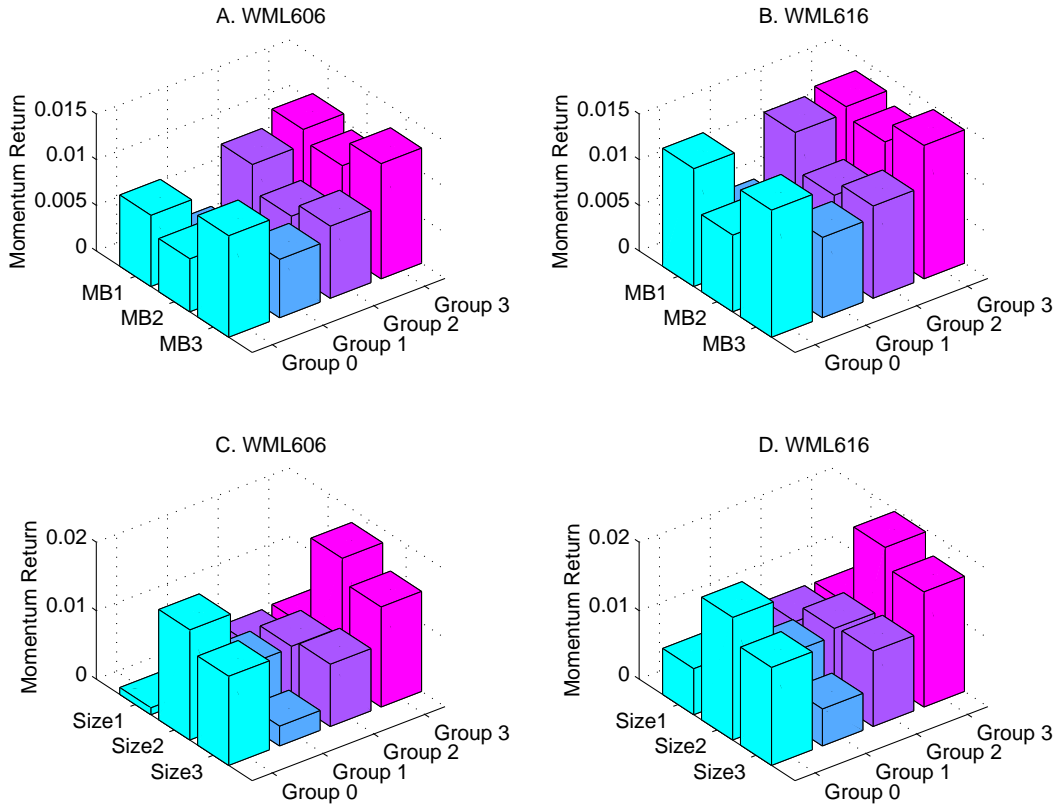 A. WML606
Momentum Return
0.015
0.01
0.005
0
MB1
MB2
MB3
Group 0
Group 1
Group 2
Group 3
B. WML616
Momentum Return
0.015
0.01
0.005
0
MB1
MB2
MB3
Group 0
Group 1
Group 2
Group 3
C. WML606
Momentum Return
0.02
0.01
0
Size1
Size2
Size3
Group 0
Group 1
Group 2
Group 3
D. WML616
Momentum Return
0.02
0.01
0
Size1
Size2
Size3
Group 0
Group 1
Group 2
Group 3